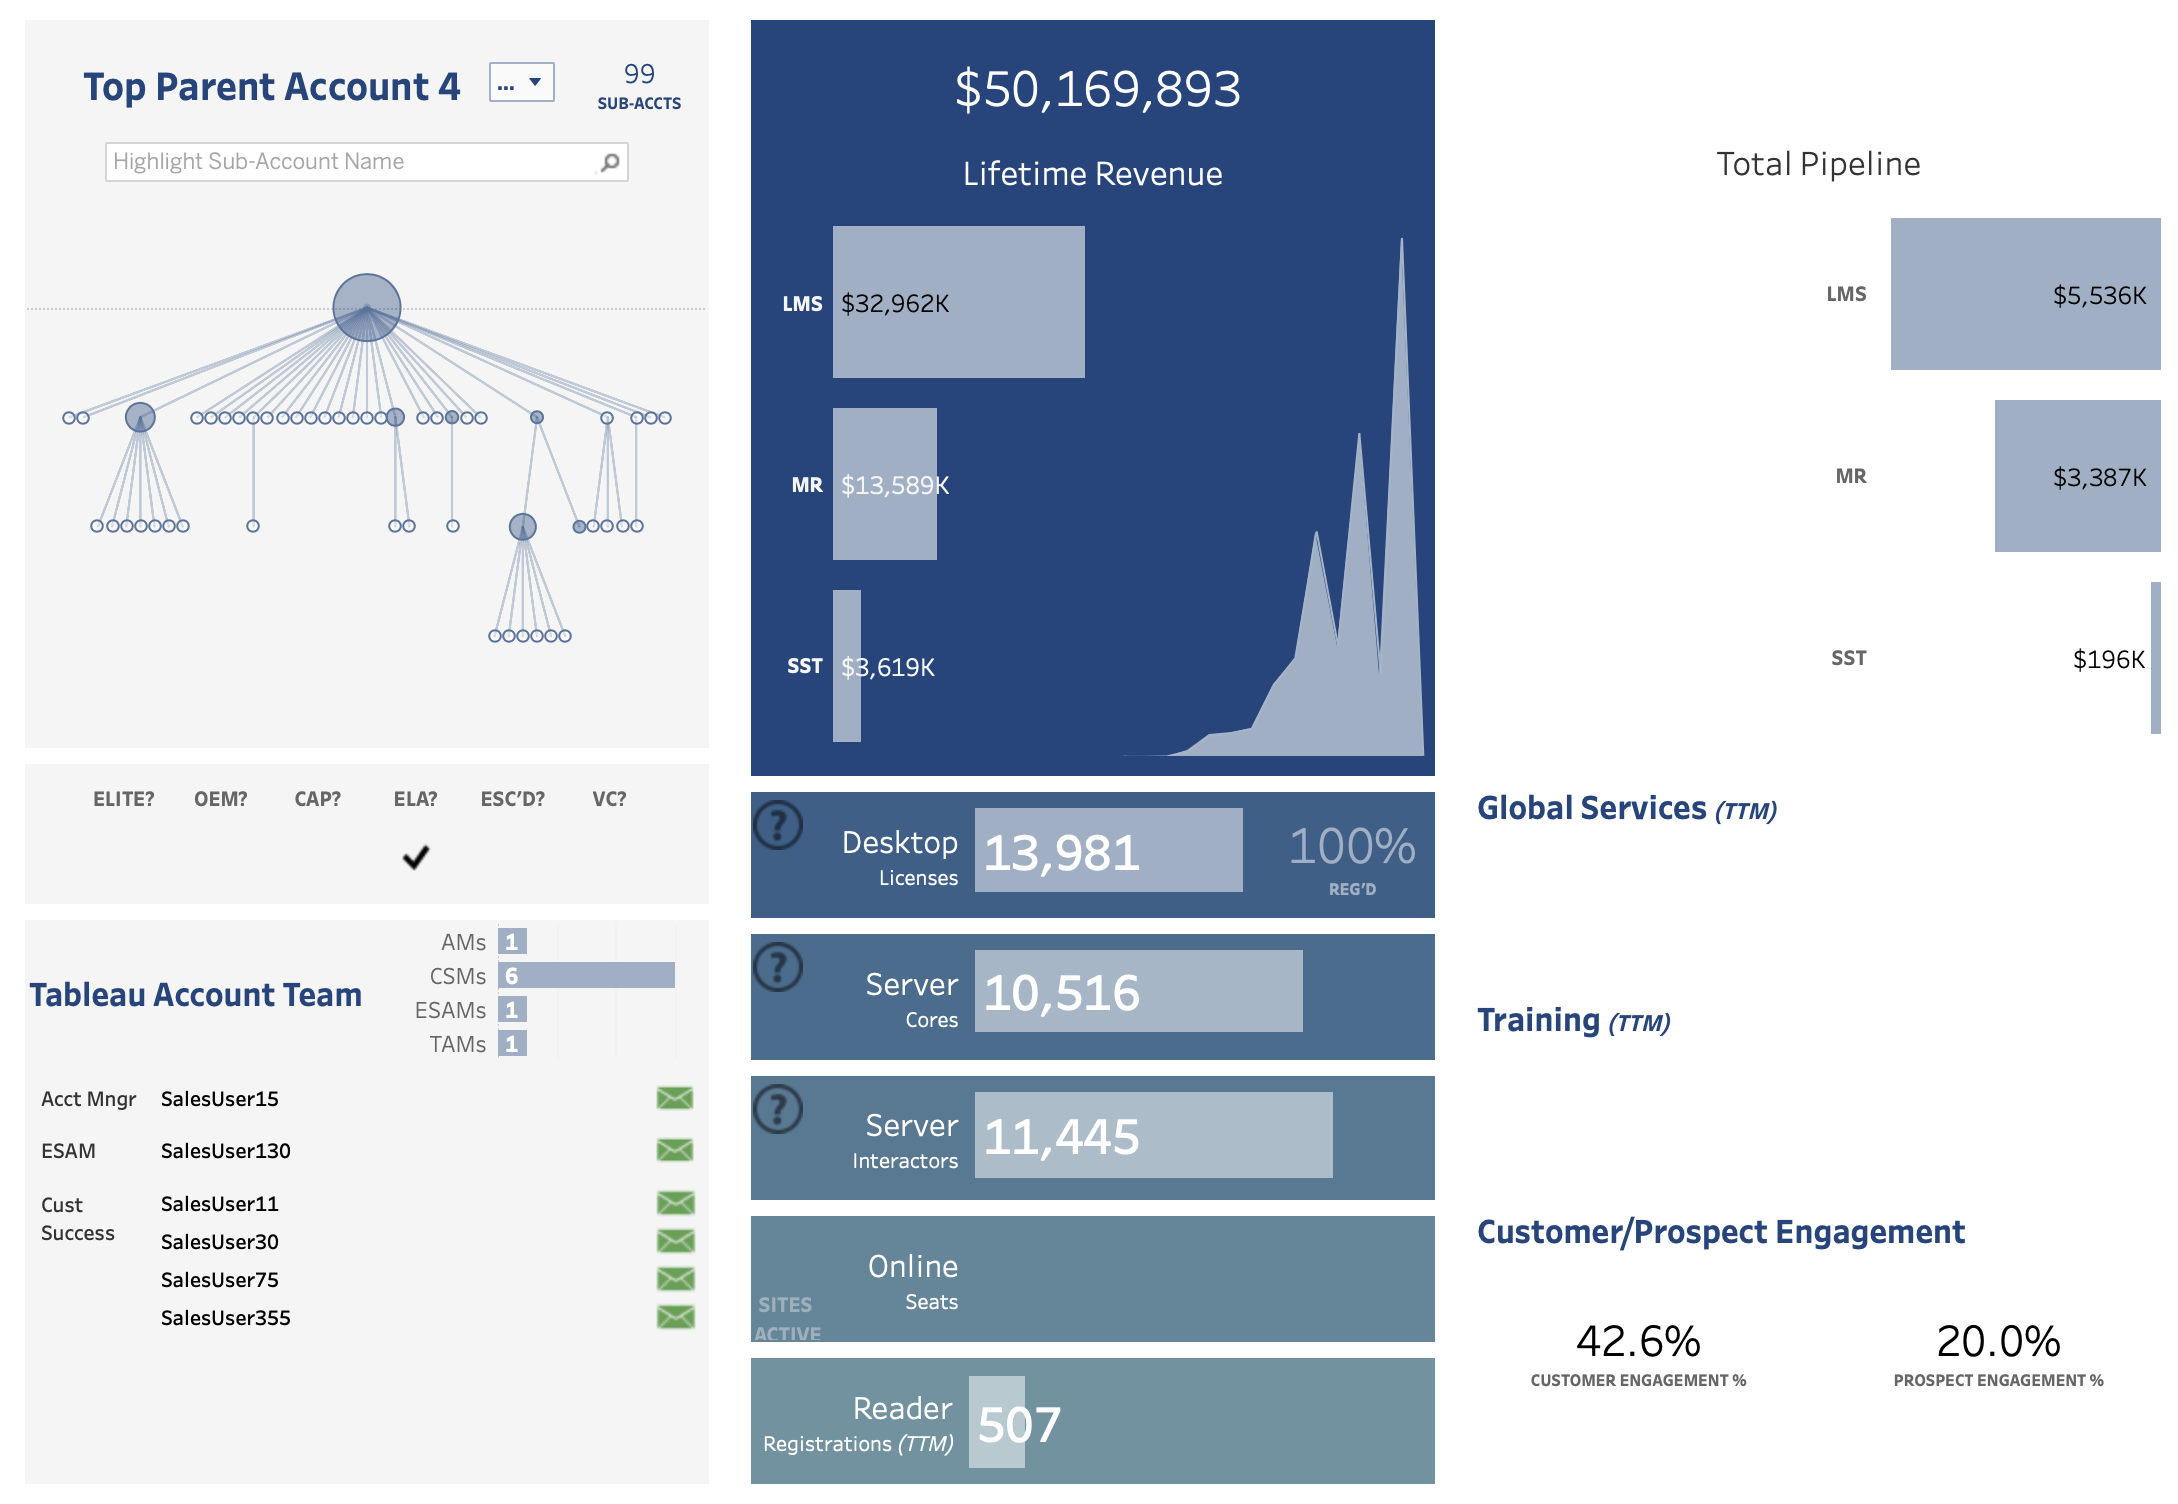 Top Parent Account 4
...
99
SUB-ACCTS
Highlight Sub-Account Name
ELITE? OEM? CAP? ELA? ESC'D? VC?
Tableau Account Team
AMs 1
CSMs 6
ESAMs 1
TAMs 1
Acct Mngr SalesUser15
ESAM SalesUser130
Cust Success SalesUser11
SalesUser30
SalesUser75
SalesUser355
$50,169,893
Lifetime Revenue
LMS $32,962K
MR $13,589K
SST $3,619K
? Desktop
Licenses
13,981
100%
REG'D
? Server
Cores
10,516
? Server
Interactors
11,445
Online
Seats
SITES
ACTIVE
Reader
Registrations (TTM)
507
Total Pipeline
LMS $5,536K
MR $3,387K
SST $196K
Global Services (TTM)
Training (TTM)
Customer/Prospect Engagement
42.6%
CUSTOMER ENGAGEMENT %
20.0%
PROSPECT ENGAGEMENT %